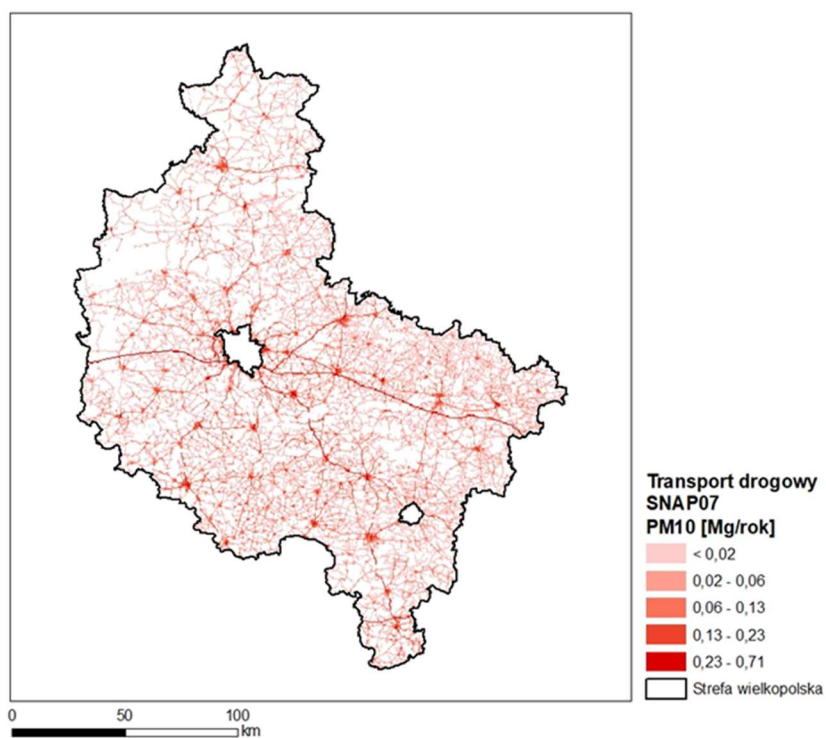 Transport drogowy
SNAP07
PM10 [Mg/rok]
< 0,02
0,02 - 0,06
0,06 - 0,13
0,13 - 0,23
0,23 - 0,71
Strefa wielkopolska
0 50 100
km